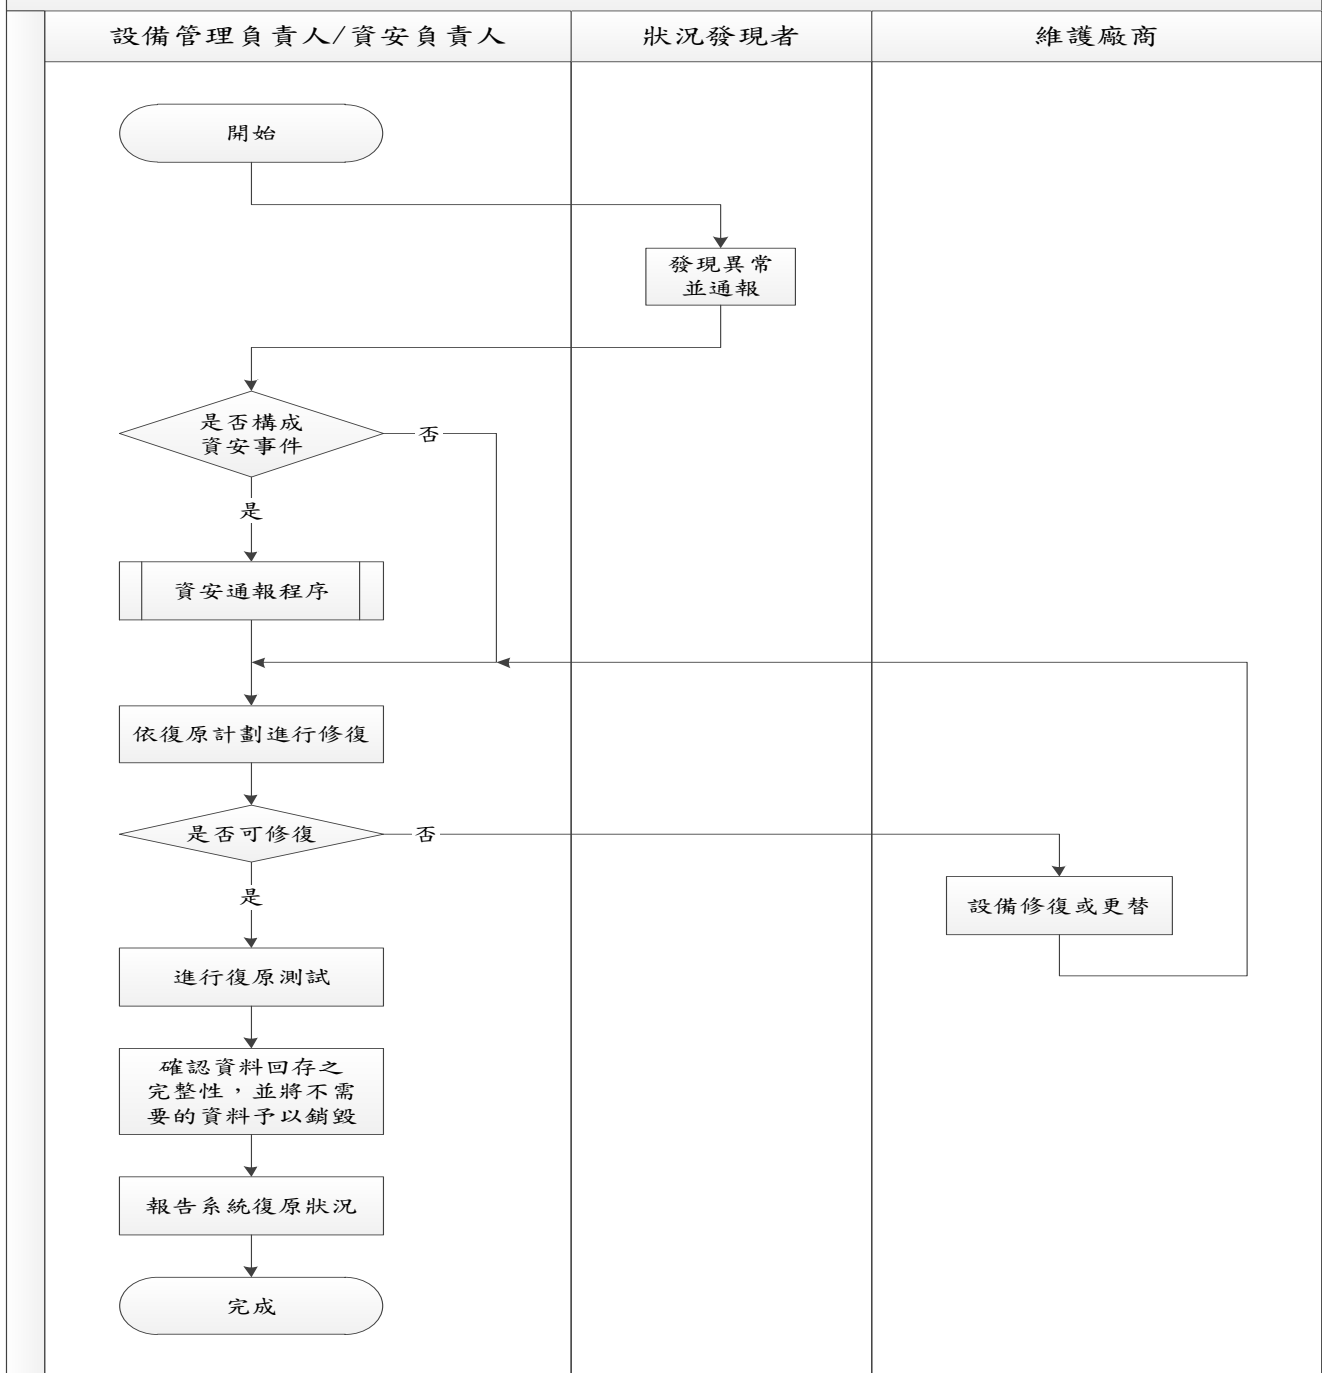 設備管理負責人/資安負責人
狀況發現者
維護廠商
開始
發現異常
並通報
是否構成
資安事件
否
是
資安通報程序
依復原計劃進行修復
是否可修復
否
是
設備修復或更替
進行復原測試
確認資料回存之
完整性，並將不需
要的資料予以銷毀
報告系統復原狀況
完成